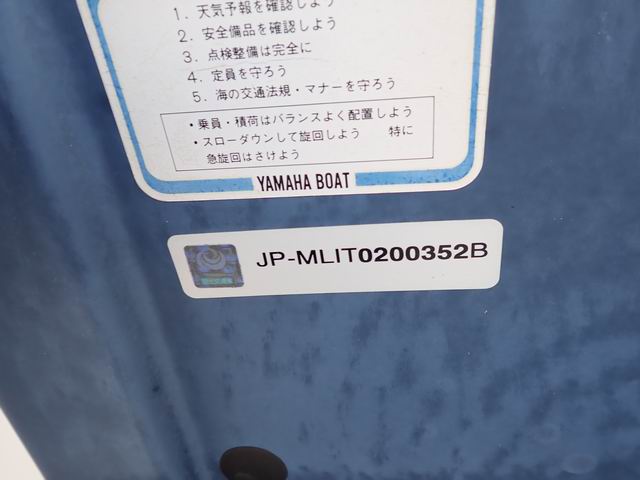 1. 天気予報を確認しよう
2. 安全備品を確認しよう
3. 点検整備は完全に
4. 定員を守ろう
5. 海の交通法規・マナーを守ろう
・乗員・積荷はバランスよく配置しよう
・スローダウンして旋回しよう 特に
急旋回はさけよう
YAMAHA BOAT
JP-MLIT0200352B